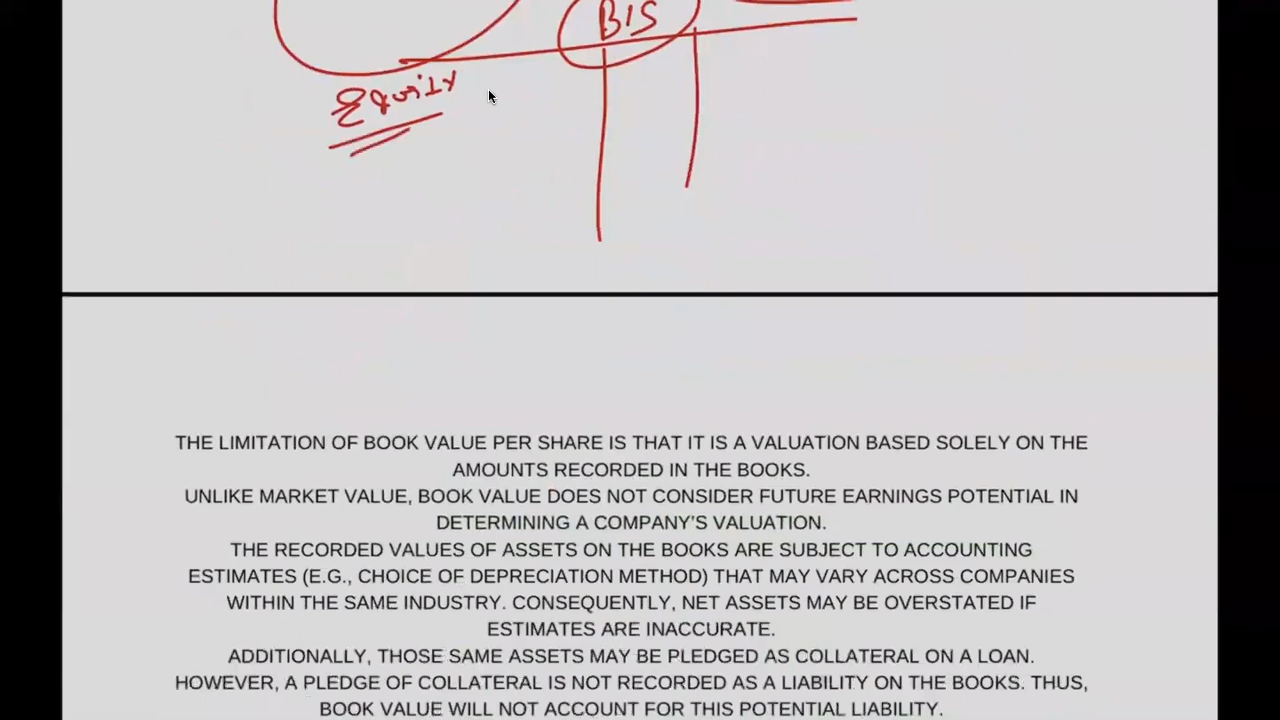 B/S
Equity
THE LIMITATION OF BOOK VALUE PER SHARE IS THAT IT IS A VALUATION BASED SOLELY ON THE
AMOUNTS RECORDED IN THE BOOKS.
UNLIKE MARKET VALUE, BOOK VALUE DOES NOT CONSIDER FUTURE EARNINGS POTENTIAL IN
DETERMINING A COMPANY'S VALUATION.
THE RECORDED VALUES OF ASSETS ON THE BOOKS ARE SUBJECT TO ACCOUNTING
ESTIMATES (E.G., CHOICE OF DEPRECIATION METHOD) THAT MAY VARY ACROSS COMPANIES
WITHIN THE SAME INDUSTRY. CONSEQUENTLY, NET ASSETS MAY BE OVERSTATED IF
ESTIMATES ARE INACCURATE.
ADDITIONALLY, THOSE SAME ASSETS MAY BE PLEDGED AS COLLATERAL ON A LOAN.
HOWEVER, A PLEDGE OF COLLATERAL IS NOT RECORDED AS A LIABILITY ON THE BOOKS. THUS,
BOOK VALUE WILL NOT ACCOUNT FOR THIS POTENTIAL LIABILITY.